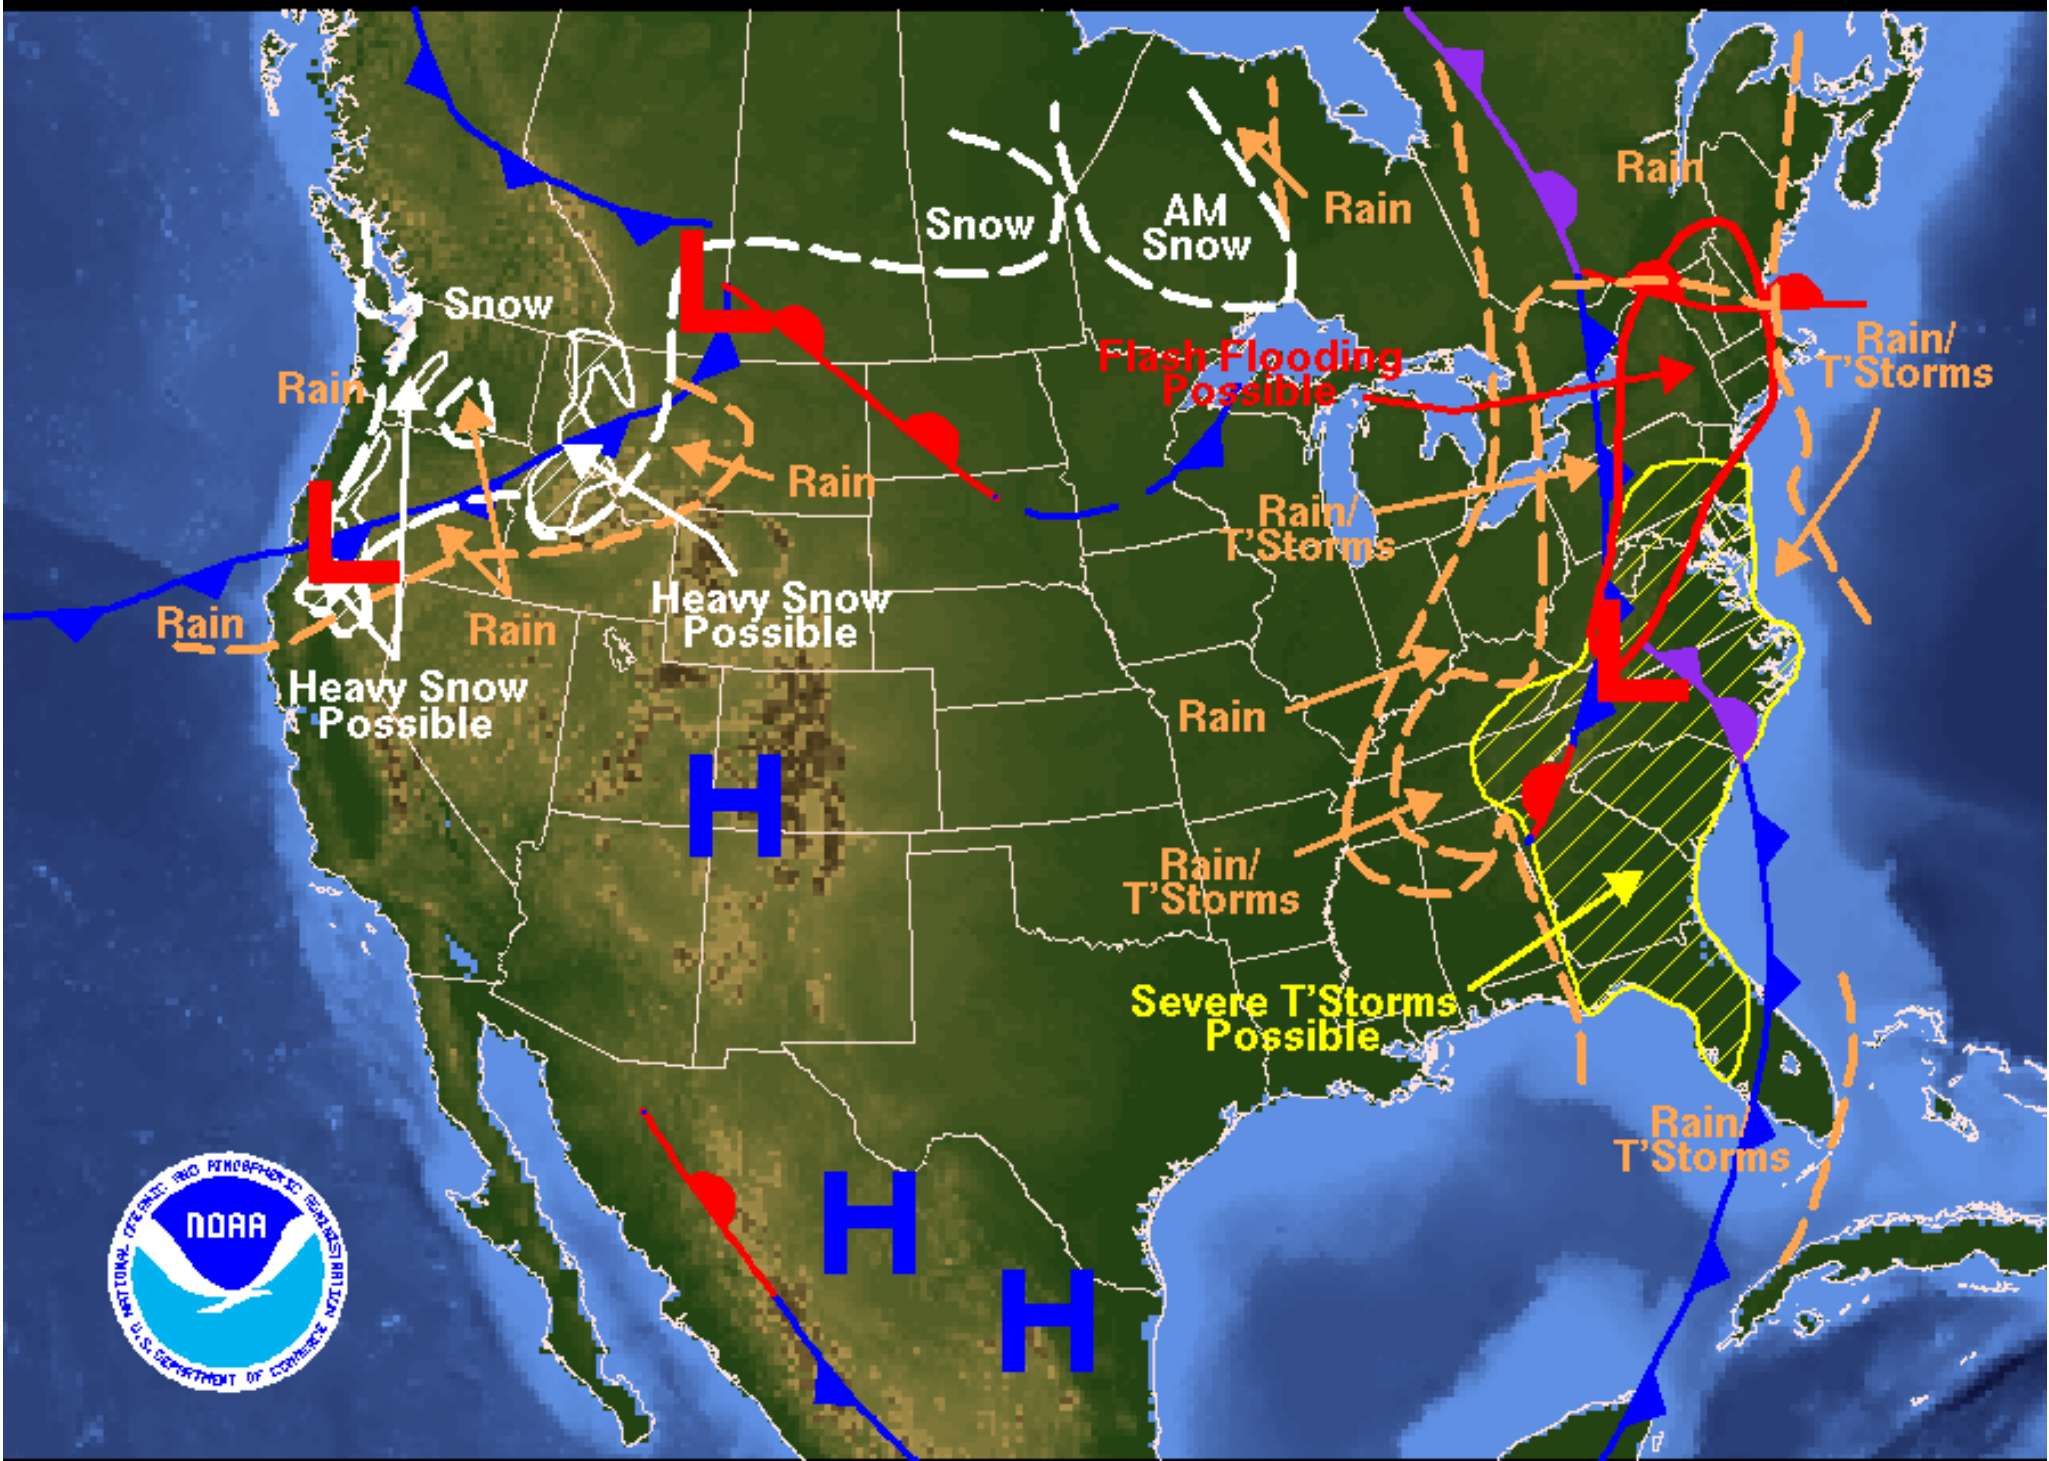 Rain
Snow
AM
Snow
Rain
Snow
L
Flash Flooding
Possible
Rain/
T'Storms
Rain
Rain
Rain/
T'Storms
L
Heavy Snow
Possible
Rain
Rain
L
Heavy Snow
Possible
Rain
H
Rain/
T'Storms
Severe T'Storms
Possible
Rain/
T'Storms
H
H
NATIONAL OCEANIC AND ATMOSPHERIC ADMINISTRATION
NOAA
U.S. DEPARTMENT OF COMMERCE